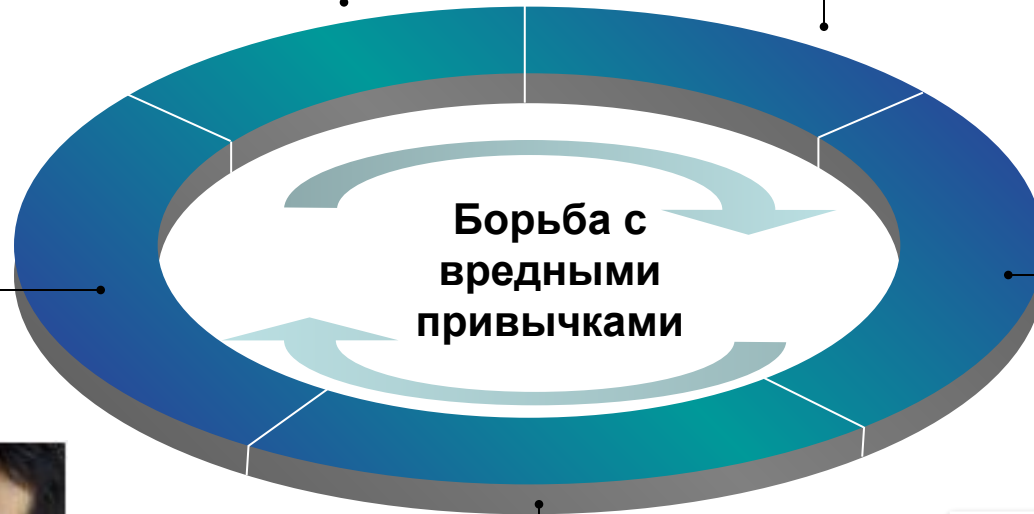 Борьба с
вредными
привычками